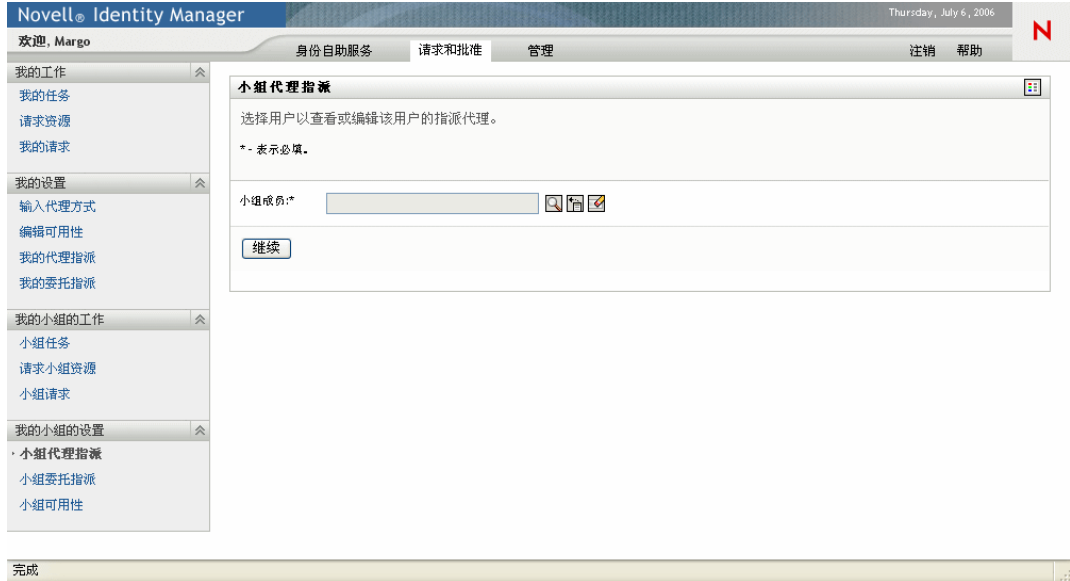 Novell® Identity Manager
Thursday, July 6, 2006
N
欢迎, Margo
身份自助服务 请求和批准 管理 注销 帮助
我的工作
我的任务
请求资源
我的请求
我的设置
输入代理方式
编辑可用性
我的代理指派
我的委托指派
我的小组的工作
小组任务
请求小组资源
小组请求
我的小组的设置
小组代理指派
小组委托指派
小组可用性
小组代理指派
选择用户以查看或编辑该用户的指派代理。
*- 表示必填。
小组成员:*
继续
完成